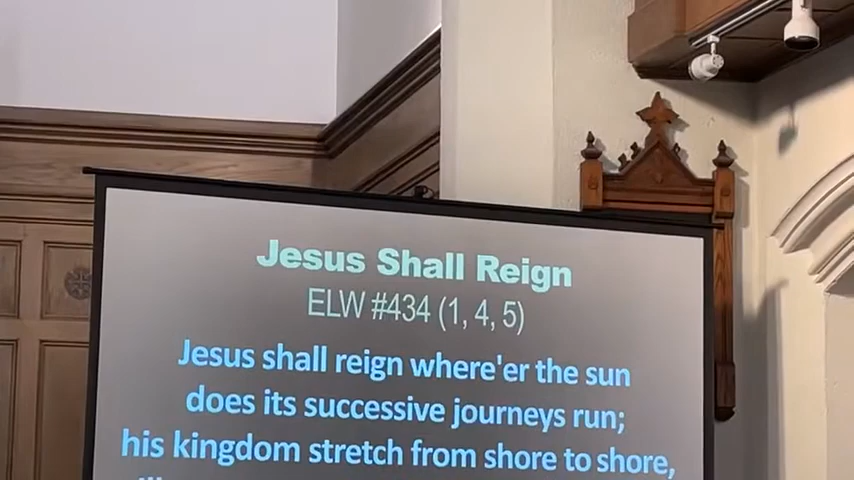 Jesus Shall Reign
ELW #434 (1, 4, 5)
Jesus shall reign where'er the sun
does its successive journeys run;
his kingdom stretch from shore to shore,